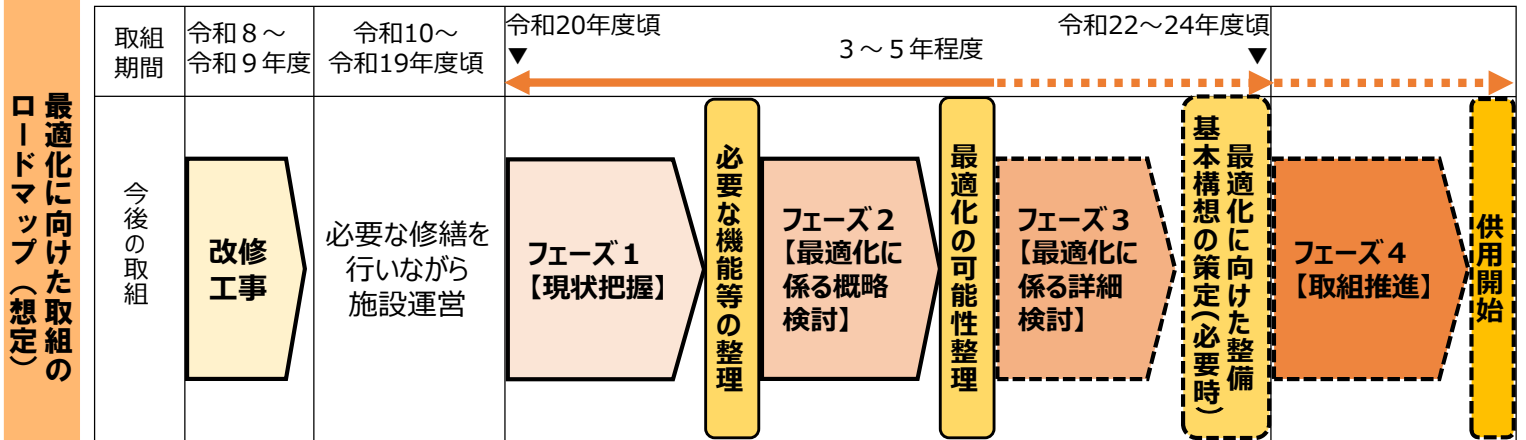 最適化に向けた取組の
ロードマップ（想定）
取組
期間
令和８～
令和９年度
令和10～
令和19年度頃
令和20年度頃
▼
３～５年程度
令和22～24年度頃
▼
今後の取組
改修
工事
必要な修繕を
行いながら
施設運営
フェーズ１
【現状把握】
必要な機能等の整理
フェーズ２
【最適化に
係る概略
検討】
最適化の可能性整理
フェーズ３
【最適化に
係る詳細
検討】
最適化に向けた整備
基本構想の策定(必要時)
フェーズ４
【取組推進】
供用開始